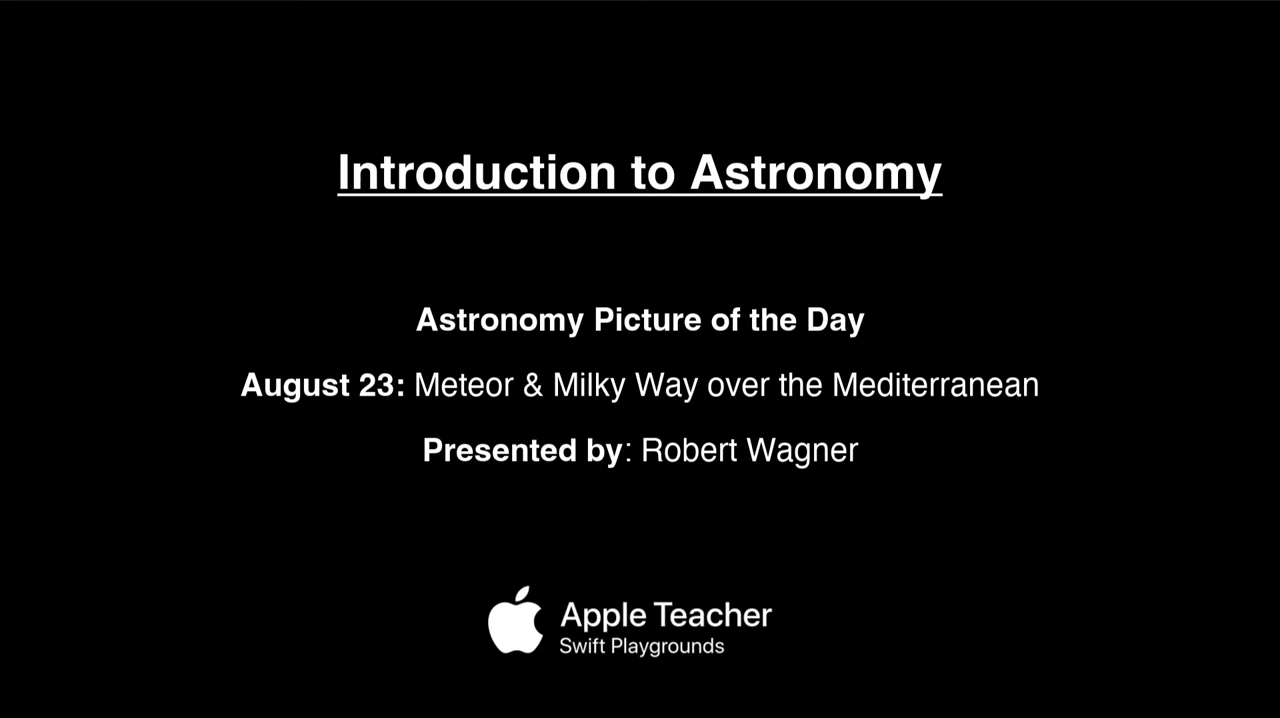 Introduction to Astronomy
Astronomy Picture of the Day
August 23: Meteor & Milky Way over the Mediterranean
Presented by: Robert Wagner
Apple Teacher
Swift Playgrounds